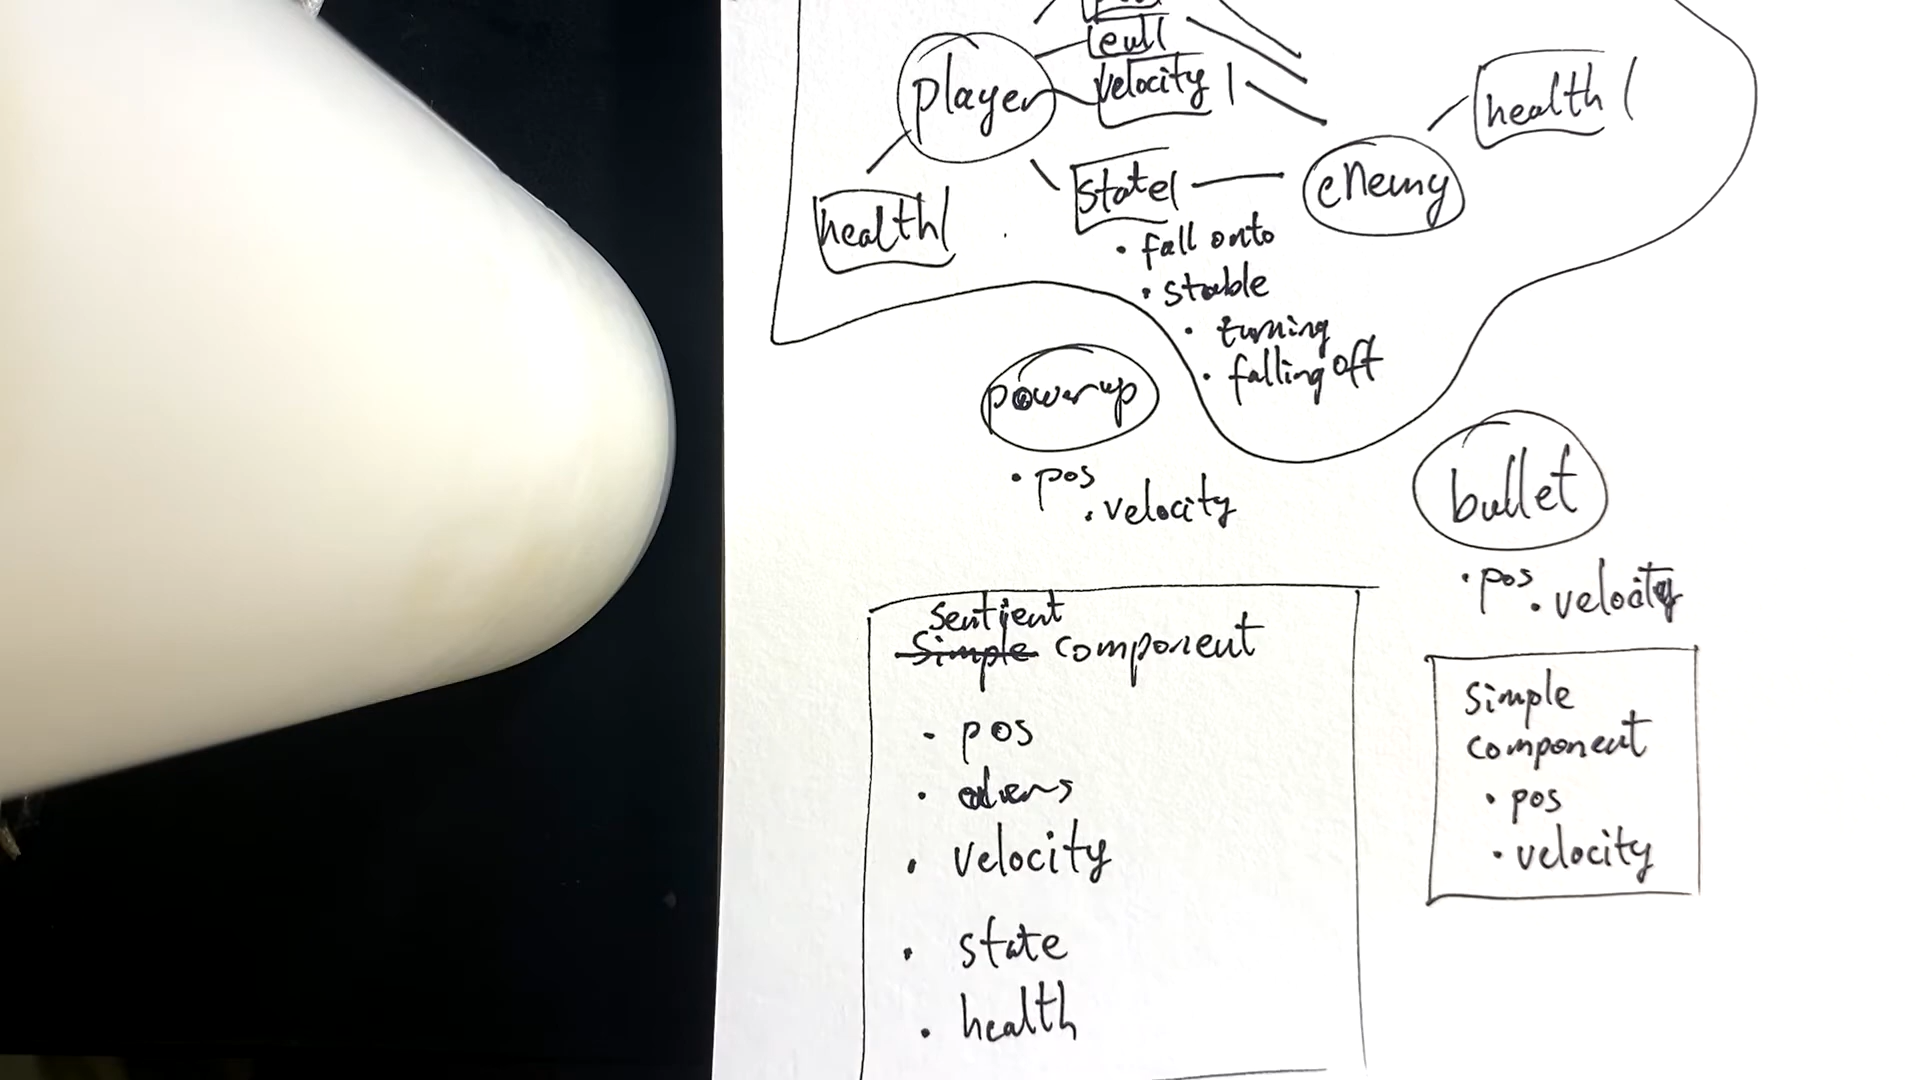 player
velocity
health
state
enemy
health
• fall onto
• stable
• turning
• falling off
powerup
• pos
• velocity
bullet
• pos
• velocity
Sentient
Simple component
• pos
• velocity
• state
• health
Simple
component
• pos
• velocity